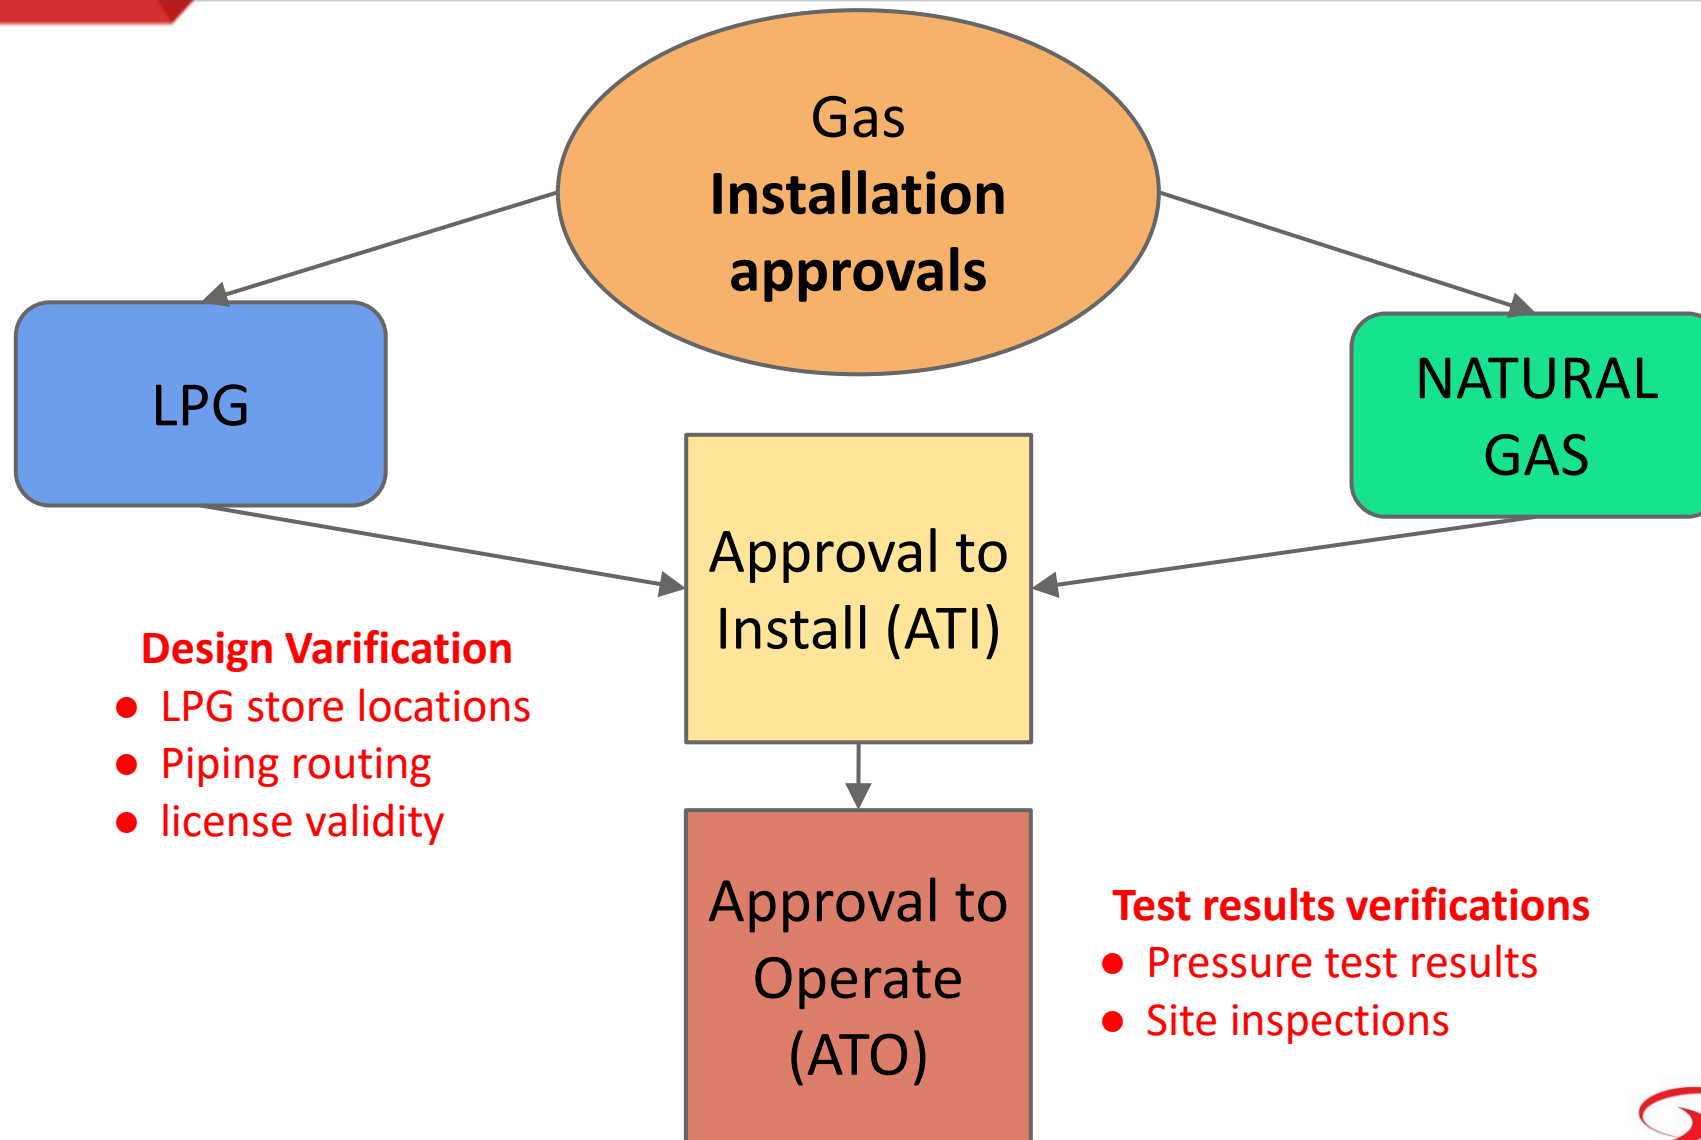 Gas
Installation
approvals
LPG
NATURAL
GAS
Approval to
Install (ATI)
Design Varification
● LPG store locations
● Piping routing
● license validity
Approval to
Operate
(ATO)
Test results verifications
● Pressure test results
● Site inspections